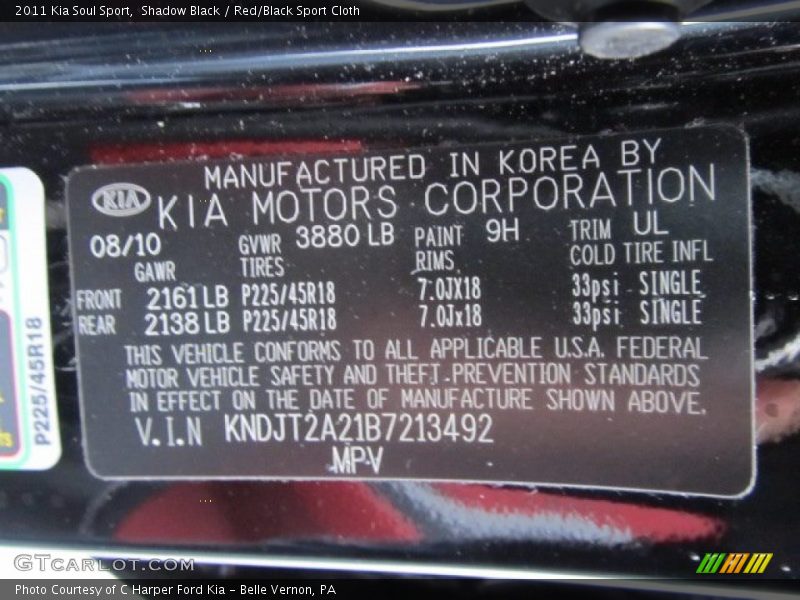 2011 Kia Soul Sport, Shadow Black / Red/Black Sport Cloth
MANUFACTURED IN KOREA BY
KIA KIA MOTORS CORPORATION
08/10 GVWR 3880 LB PAINT 9H TRIM UL
GAWR TIRES RIMS COLD TIRE INFL
FRONT 2161 LB P225/45R18 7.0JX18 33psi SINGLE
REAR 2138 LB P225/45R18 7.0Jx18 33psi SINGLE
THIS VEHICLE CONFORMS TO ALL APPLICABLE U.S.A. FEDERAL
MOTOR VEHICLE SAFETY AND THEFT PREVENTION STANDARDS
IN EFFECT ON THE DATE OF MANUFACTURE SHOWN ABOVE.
V.I.N KNDJT2A21B7213492
MPV
P225/45R18
GTCARLOT.COM
Photo Courtesy of C Harper Ford Kia – Belle Vernon, PA